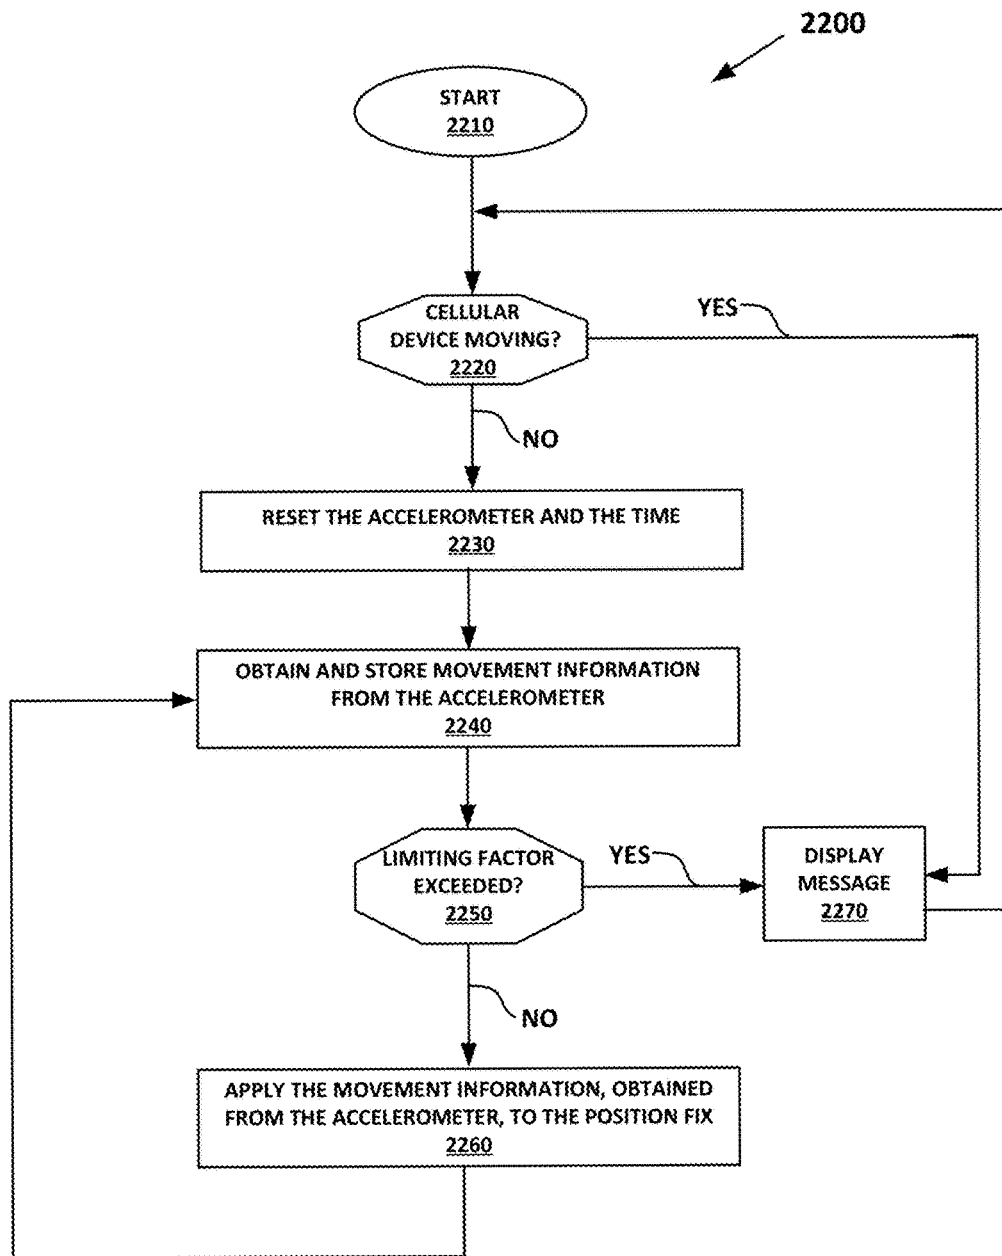 2200
START
2210
CELLULAR
DEVICE MOVING?
2220
YES
NO
RESET THE ACCELEROMETER AND THE TIME
2230
OBTAIN AND STORE MOVEMENT INFORMATION
FROM THE ACCELEROMETER
2240
LIMITING FACTOR
EXCEEDED?
2250
YES
DISPLAY
MESSAGE
2270
NO
APPLY THE MOVEMENT INFORMATION, OBTAINED
FROM THE ACCELEROMETER, TO THE POSITION FIX
2260